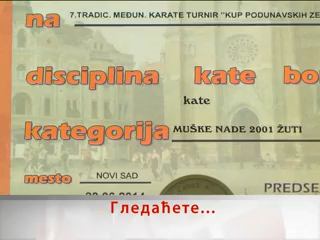 na 7.TRADIC. MEĐUN. KARATE TURNIR "KUP PODUNAVSKIH ZE
disciplina kate bo
kate
kategorija MUŠKE NADE 2001 ŽUTI
mesto NOVI SAD
PREDSE
Гледаћете...